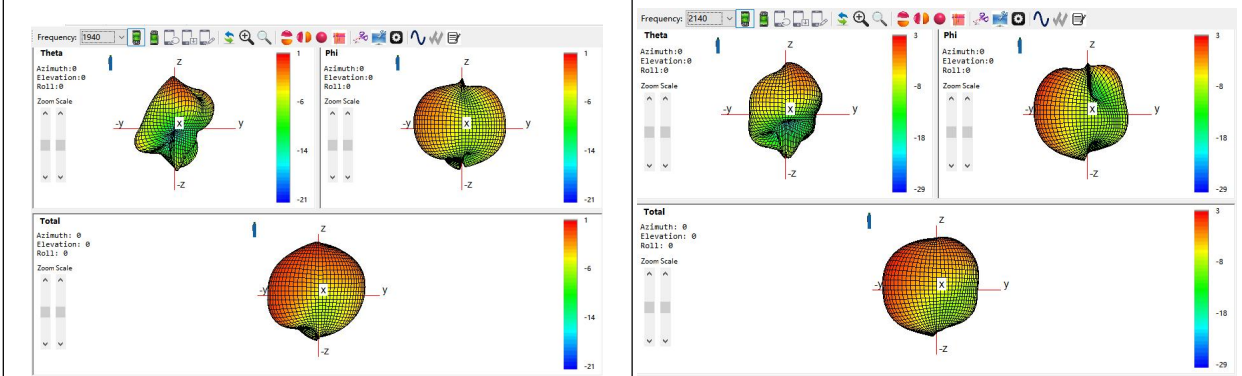 Frequency: 1940
Theta
Azimuth:0
Elevation:0
Roll:0
Zoom Scale
Z
-y
X
y
-Z
1
-6
-14
-21
Phi
Azimuth:0
Elevation:0
Roll:0
Zoom Scale
Z
-y
X
y
-Z
1
-6
-14
-21
Total
Azimuth: 0
Elevation: 0
Roll: 0
Zoom Scale
Z
-y
X
y
-Z
1
-6
-14
-21
Frequency: 2140
Theta
Azimuth:0
Elevation:0
Roll:0
Zoom Scale
Z
-y
X
y
-Z
3
-8
-18
-29
Phi
Azimuth:0
Elevation:0
Roll:0
Zoom Scale
Z
-y
X
y
-Z
3
-8
-18
-29
Total
Azimuth: 0
Elevation: 0
Roll: 0
Zoom Scale
Z
-y
X
y
-Z
3
-8
-18
-29